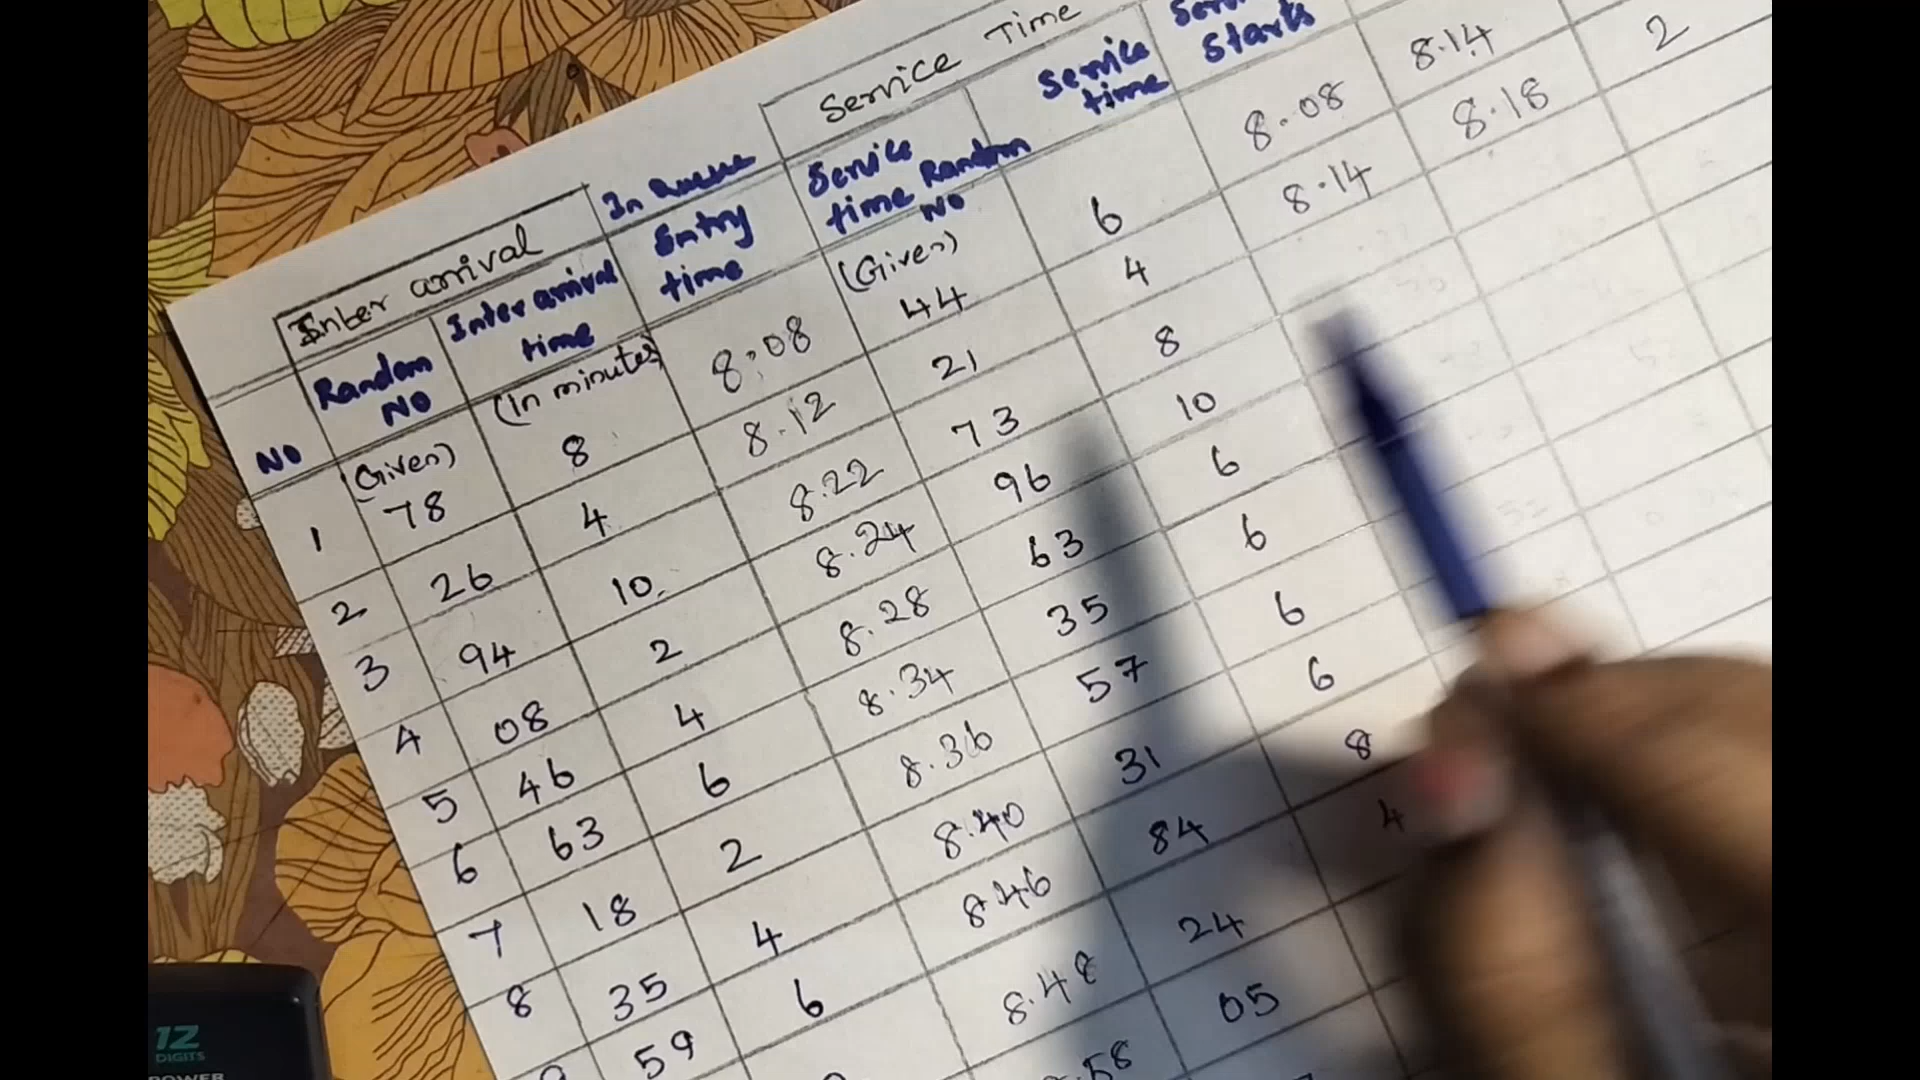 Service Time
Service Starts
Inter arrival
In Queue
Service time
8.14
2
Random No
Inter arrival time
Entry time
Service time Random No
8.08
8.18
No
(Given)
(In minutes)
(Given)
6
8.14
1 78 8 8:08 44
4
2 26 4 8.12 21
8
3 94 10 8.22 73
10
4 08 2 8.24 96
6
5 46 4 8.28 63
6
6 63 6 8.34 35
6
7 18 2 8.36 57
6
8 35 4 8.40 31
8
59 6 8.46 84
4
8.48 24
58 05
12
DIGITS
POWER